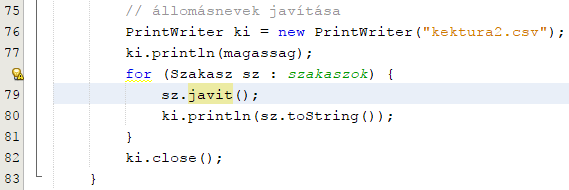 75 // állomásnevek javítása
76 PrintWriter ki = new PrintWriter("kektura2.csv");
77 ki.println(magassag);
for (Szakasz sz : szakaszok) {
79 sz.javit();
80 ki.println(sz.toString());
81 }
82 ki.close();
83 }